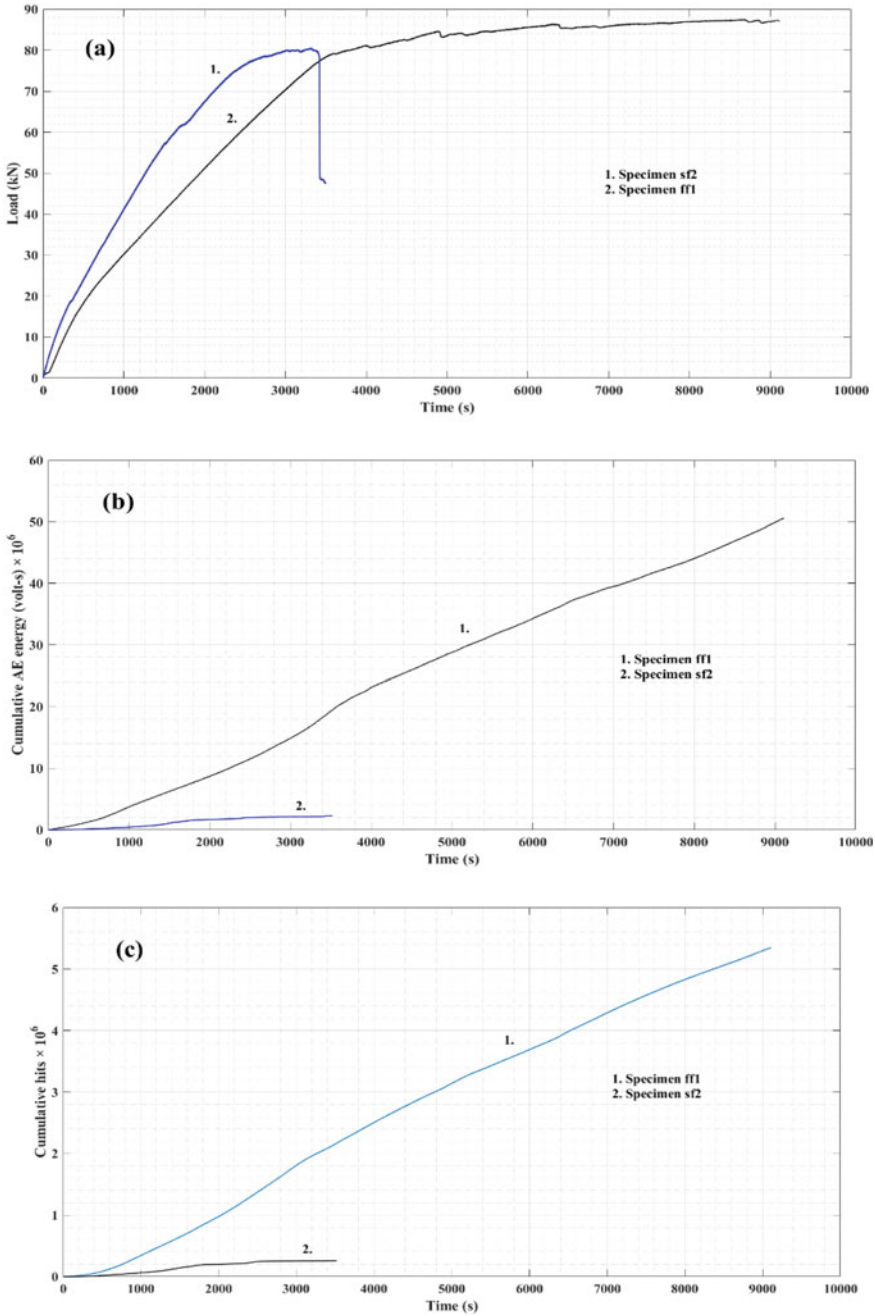 (a)
90
80
70
60
50
40
30
20
10
0
Load (kN)
1.
2.
1. Specimen sf2
2. Specimen ff1
0 1000 2000 3000 4000 5000 6000 7000 8000 9000 10000
Time (s)
(b)
60
50
40
30
20
10
0
Cumulative AE energy (volt-s) × 10⁶
1.
2.
1. Specimen ff1
2. Specimen sf2
0 1000 2000 3000 4000 5000 6000 7000 8000 9000 10000
Time (s)
(c)
6
5
4
3
2
1
0
Cumulative hits × 10⁶
1.
2.
1. Specimen ff1
2. Specimen sf2
0 1000 2000 3000 4000 5000 6000 7000 8000 9000 10000
Time (s)